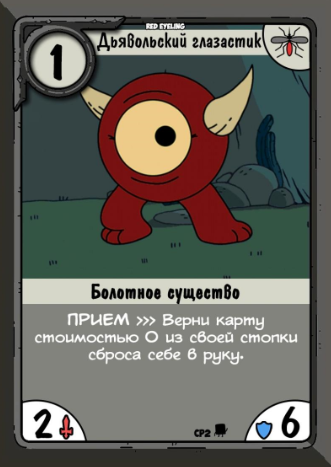 RED EYELING
1
Дьявольский глазастик
Болотное существо
ПРИЕМ >>> Верни карту
стоимостью 0 из своей стопки
сброса себе в руку.
2
CP2
6